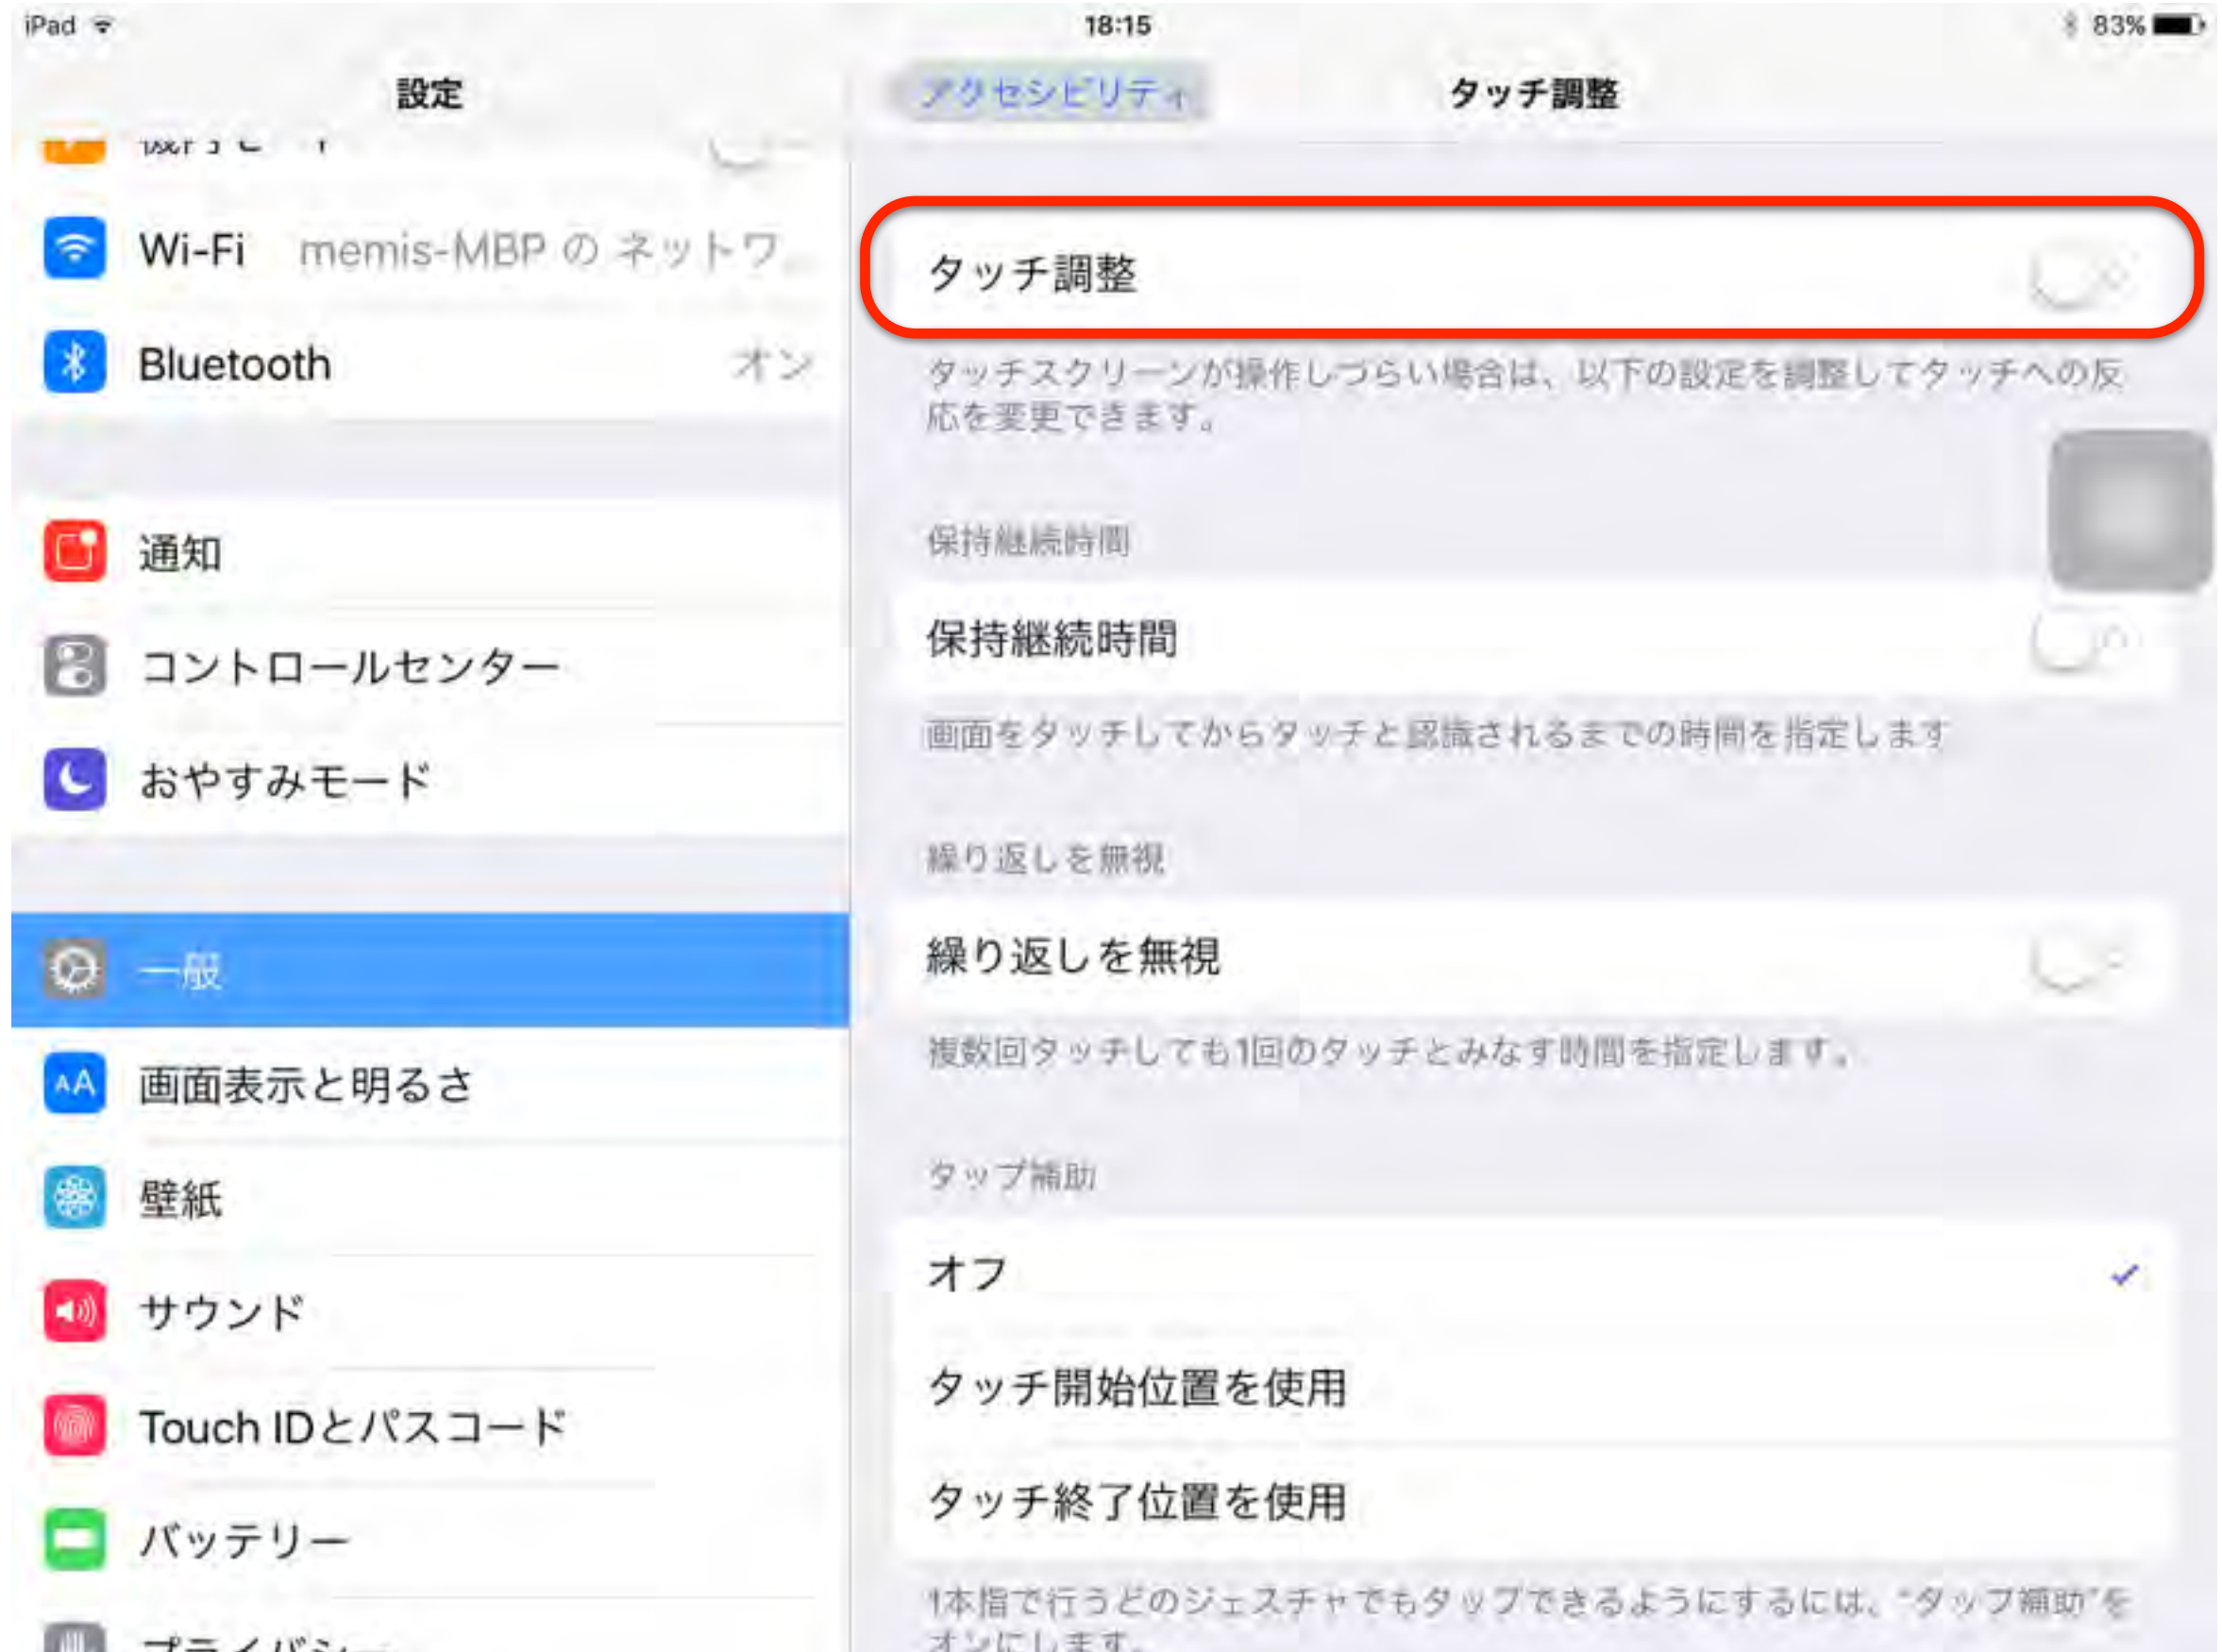 iPad
18:15
83%
設定
Wi-Fi memis-MBP の ネットワ
Bluetooth オン
通知
コントロールセンター
おやすみモード
一般
AA 画面表示と明るさ
壁紙
サウンド
Touch IDとパスコード
バッテリー
プライバシー
アクセシビリティ
タッチ調整
タッチ調整
タッチスクリーンが操作しづらい場合は、以下の設定を調整してタッチへの反
応を変更できます。
保持継続時間
保持継続時間
画面をタッチしてからタッチと認識されるまでの時間を指定します
繰り返しを無視
繰り返しを無視
複数回タッチしても1回のタッチとみなす時間を指定します。
タップ補助
オフ
タッチ開始位置を使用
タッチ終了位置を使用
1本指で行うどのジェスチャでもタップできるようにするには、"タップ補助"を
オンにします。